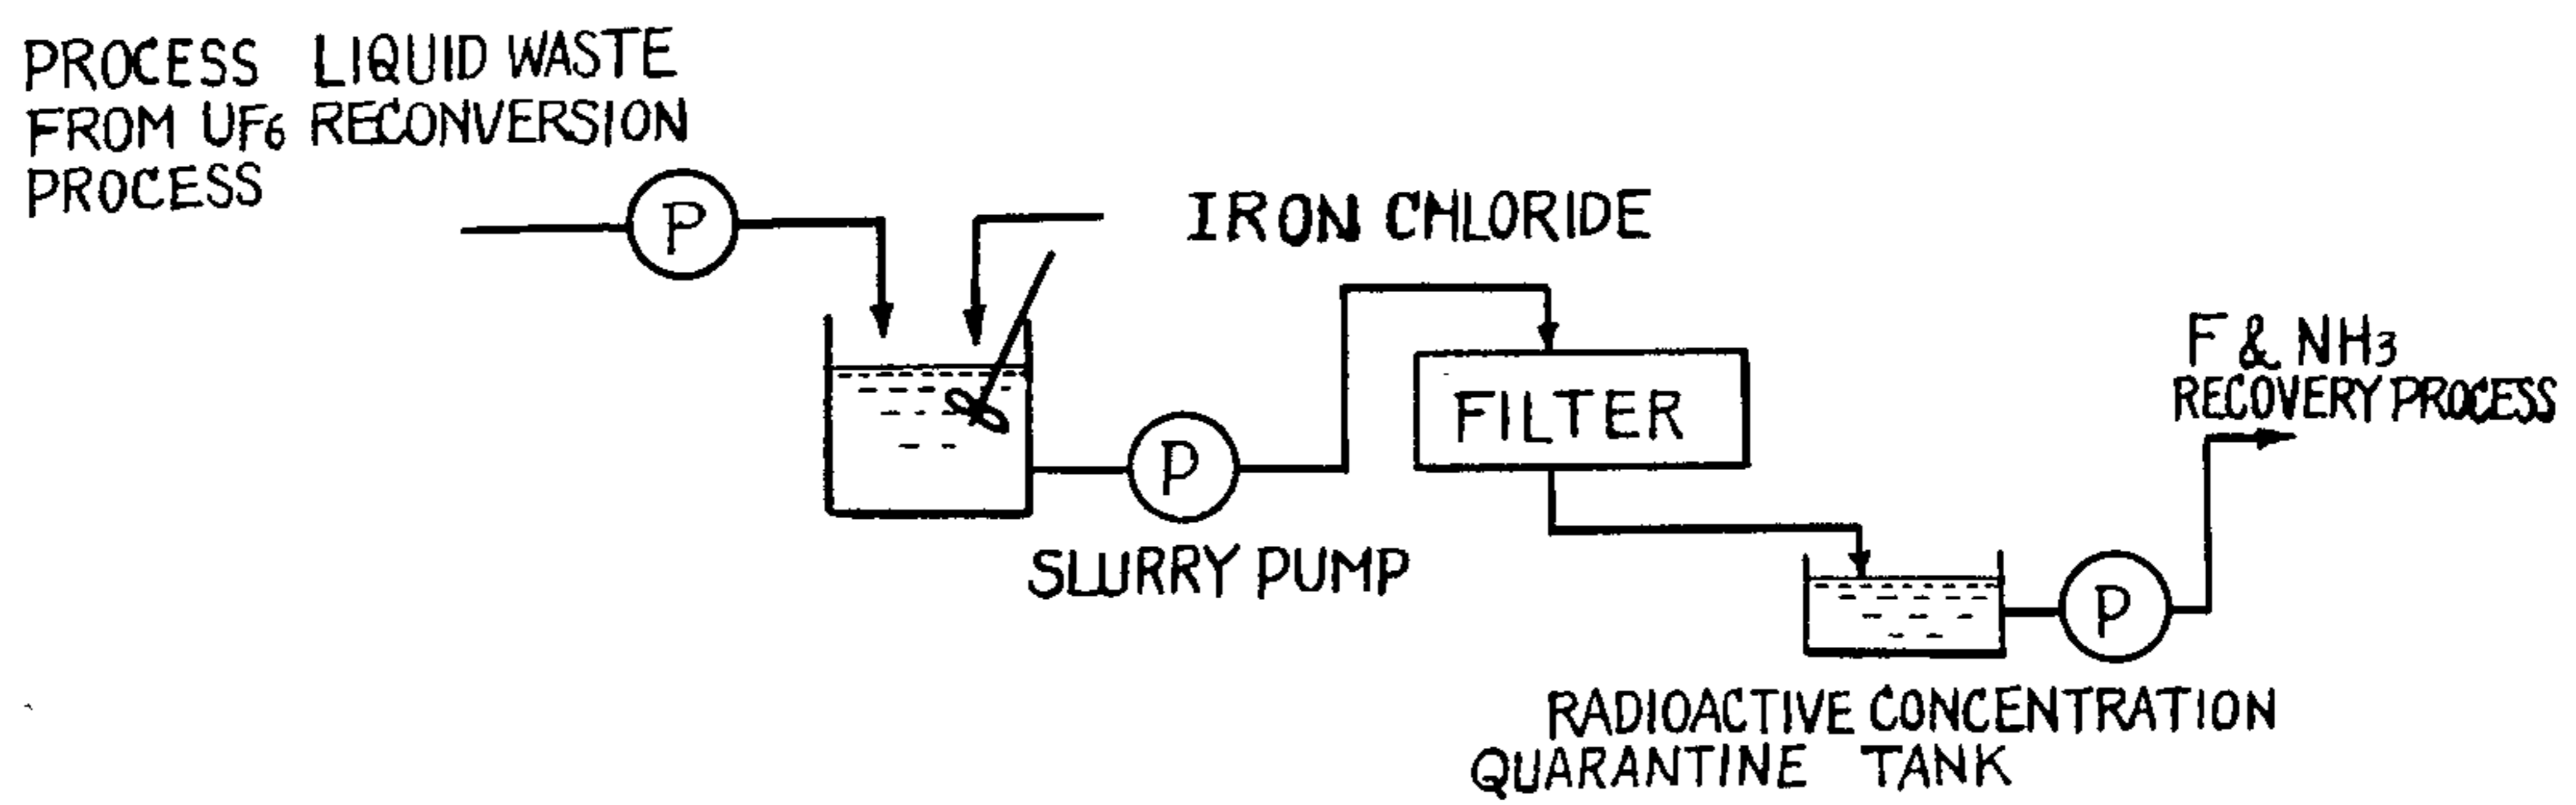 PROCESS LIQUID WASTE
FROM UF6 RECONVERSION
PROCESS
P
IRON CHLORIDE
FILTER
F & NH3
RECOVERY PROCESS
P
SLURRY PUMP
P
RADIOACTIVE CONCENTRATION
QUARANTINE TANK